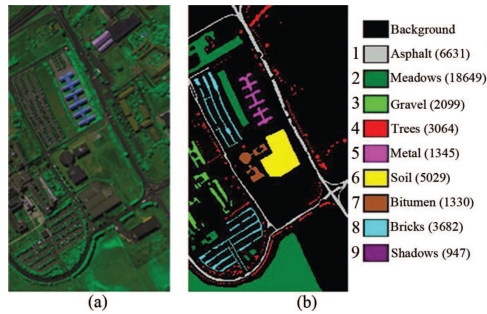 Background
1 Asphalt (6631)
2 Meadows (18649)
3 Gravel (2099)
4 Trees (3064)
5 Metal (1345)
6 Soil (5029)
7 Bitumen (1330)
8 Bricks (3682)
9 Shadows (947)
(a) (b)